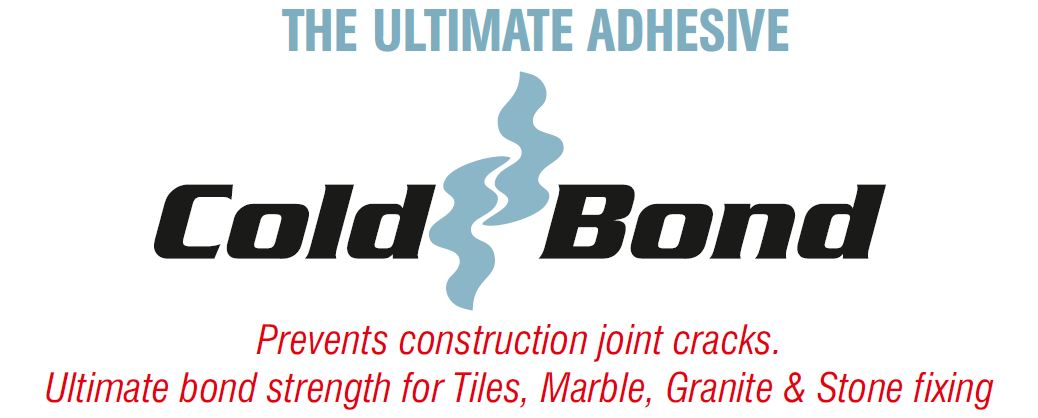 THE ULTIMATE ADHESIVE
Cold Bond
Prevents construction joint cracks.
Ultimate bond strength for Tiles, Marble, Granite & Stone fixing